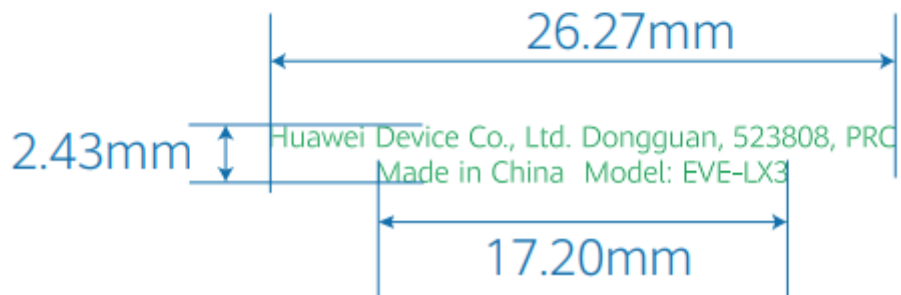 26.27mm
2.43mm
Huawei Device Co., Ltd. Dongguan, 523808, PRC
Made in China  Model: EVE-LX3
17.20mm